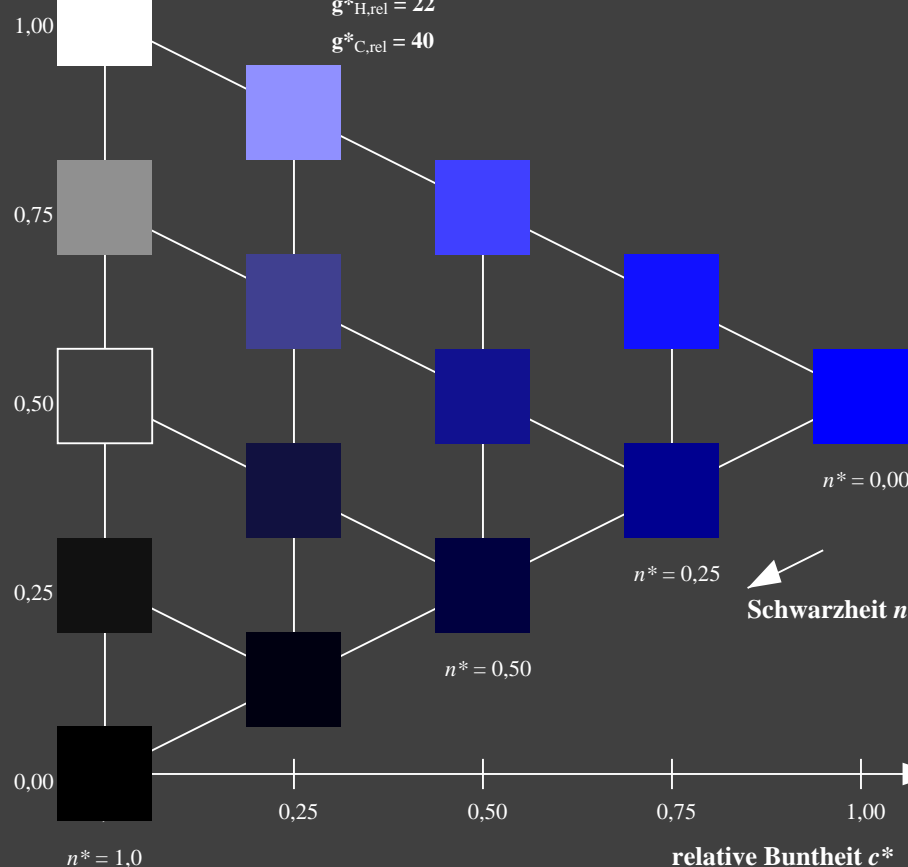 g*H,rel = 22
1,00
g*C,rel = 40
0,75
0,50
n* = 0,00
n* = 0,25
0,25
Schwarzheit n
n* = 0,50
0,00
0,25
0,50
0,75
1,00
n* = 1,0
relative Buntheit c*